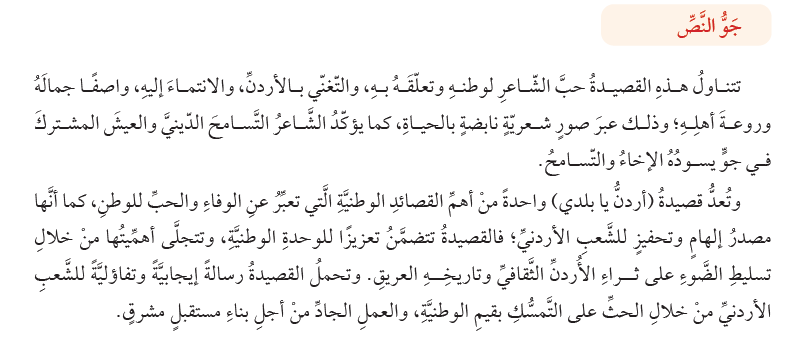 جَوُّ النَّصِّ
تتناولُ هذهِ القصيدةُ حبَّ الشّاعرِ لوطنهِ وتعلّقَهُ بهِ، والتّغنّي بالأردنِّ، والانتماءَ إليهِ، واصفًا جمالَهُ
وروعةَ أهلِهِ؛ وذلك عبرَ صورٍ شعريّةٍ نابضةٍ بالحياةِ، كما يؤكّدُ الشَّاعرُ التَّسامحَ الدّينيَّ والعيشَ المشتركَ
في جوٍّ يسودُهُ الإخاءُ والتّسامحُ.
وتُعدُّ قصيدةُ (أردنُّ يا بلدي) واحدةً منْ أهمِّ القصائدِ الوطنيَّةِ الَّتي تعبّرُ عنِ الوفاءِ والحبِّ للوطنِ، كما أنَّها
مصدرُ إلهامٍ وتحفيزٍ للشَّعبِ الأردنيِّ؛ فالقصيدةُ تتضمَّنُ تعزيزًا للوحدةِ الوطنيَّةِ، وتتجلَّى أهمِّيتُها منْ خلالِ
تسليطِ الضَّوءِ على ثراءِ الأُردنِّ الثَّقافيِّ وتاريخِهِ العريقِ. وتحملُ القصيدةُ رسالةً إيجابيَّةً وتفاؤليَّةً للشَّعبِ
الأردنيِّ منْ خلالِ الحثِّ على التَّمسُّكِ بقيمِ الوطنيَّةِ، والعملِ الجادِّ منْ أجلِ بناءِ مستقبلٍ مشرقٍ.